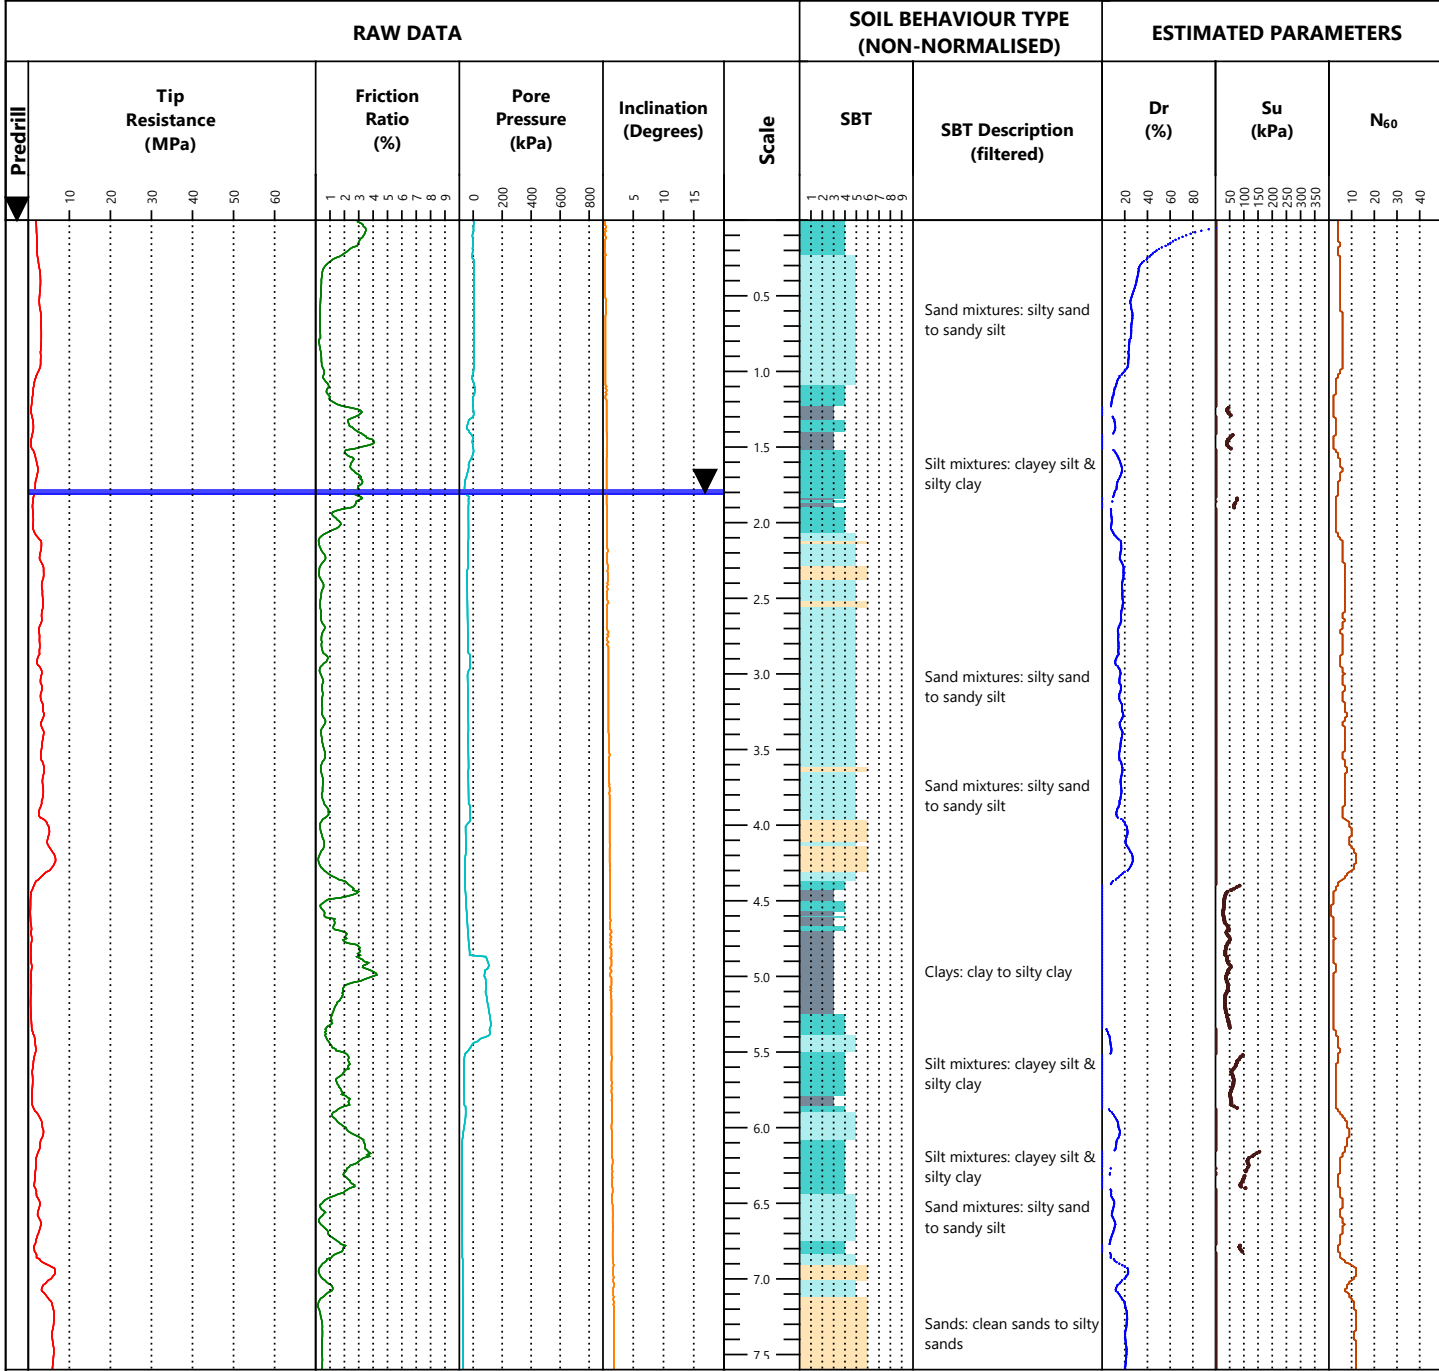 RAW DATA
SOIL BEHAVIOUR TYPE
(NON-NORMALISED)
ESTIMATED PARAMETERS
Predrill
Tip
Resistance
(MPa)
Friction
Ratio
(%)
Pore
Pressure
(kPa)
Inclination
(Degrees)
Scale
SBT
SBT Description
(filtered)
Dr
(%)
Su
(kPa)
N60
10 20 30 40 50 60
1 2 3 4 5 6 7 8 9
0 200 400 600 800
5 10 15
1 2 3 4 5 6 7 8 9
20 40 60 80
50 100 150 200 250 300 350
10 20 30 40
0.5
Sand mixtures: silty sand
to sandy silt
1.0
1.5
Silt mixtures: clayey silt &
silty clay
2.0
2.5
3.0
Sand mixtures: silty sand
to sandy silt
3.5
Sand mixtures: silty sand
to sandy silt
4.0
4.5
5.0
Clays: clay to silty clay
5.5
Silt mixtures: clayey silt &
silty clay
6.0
Silt mixtures: clayey silt &
silty clay
6.5
Sand mixtures: silty sand
to sandy silt
7.0
Sands: clean sands to silty
sands
7.5